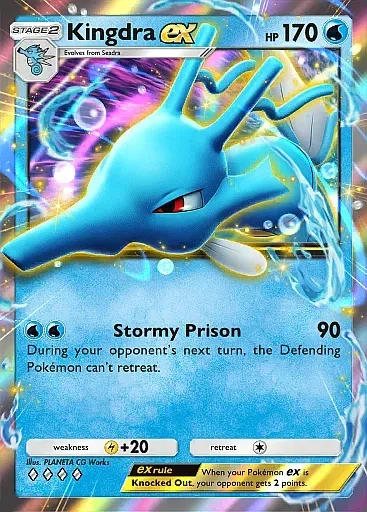 STAGE2
Kingdra ex
HP 170
Evolves from Seadra
Stormy Prison 90
During your opponent's next turn, the Defending
Pokémon can't retreat.
weakness +20 retreat
Illus. PLANETA CG Works
ex rule When your Pokémon ex is
Knocked Out, your opponent gets 2 points.